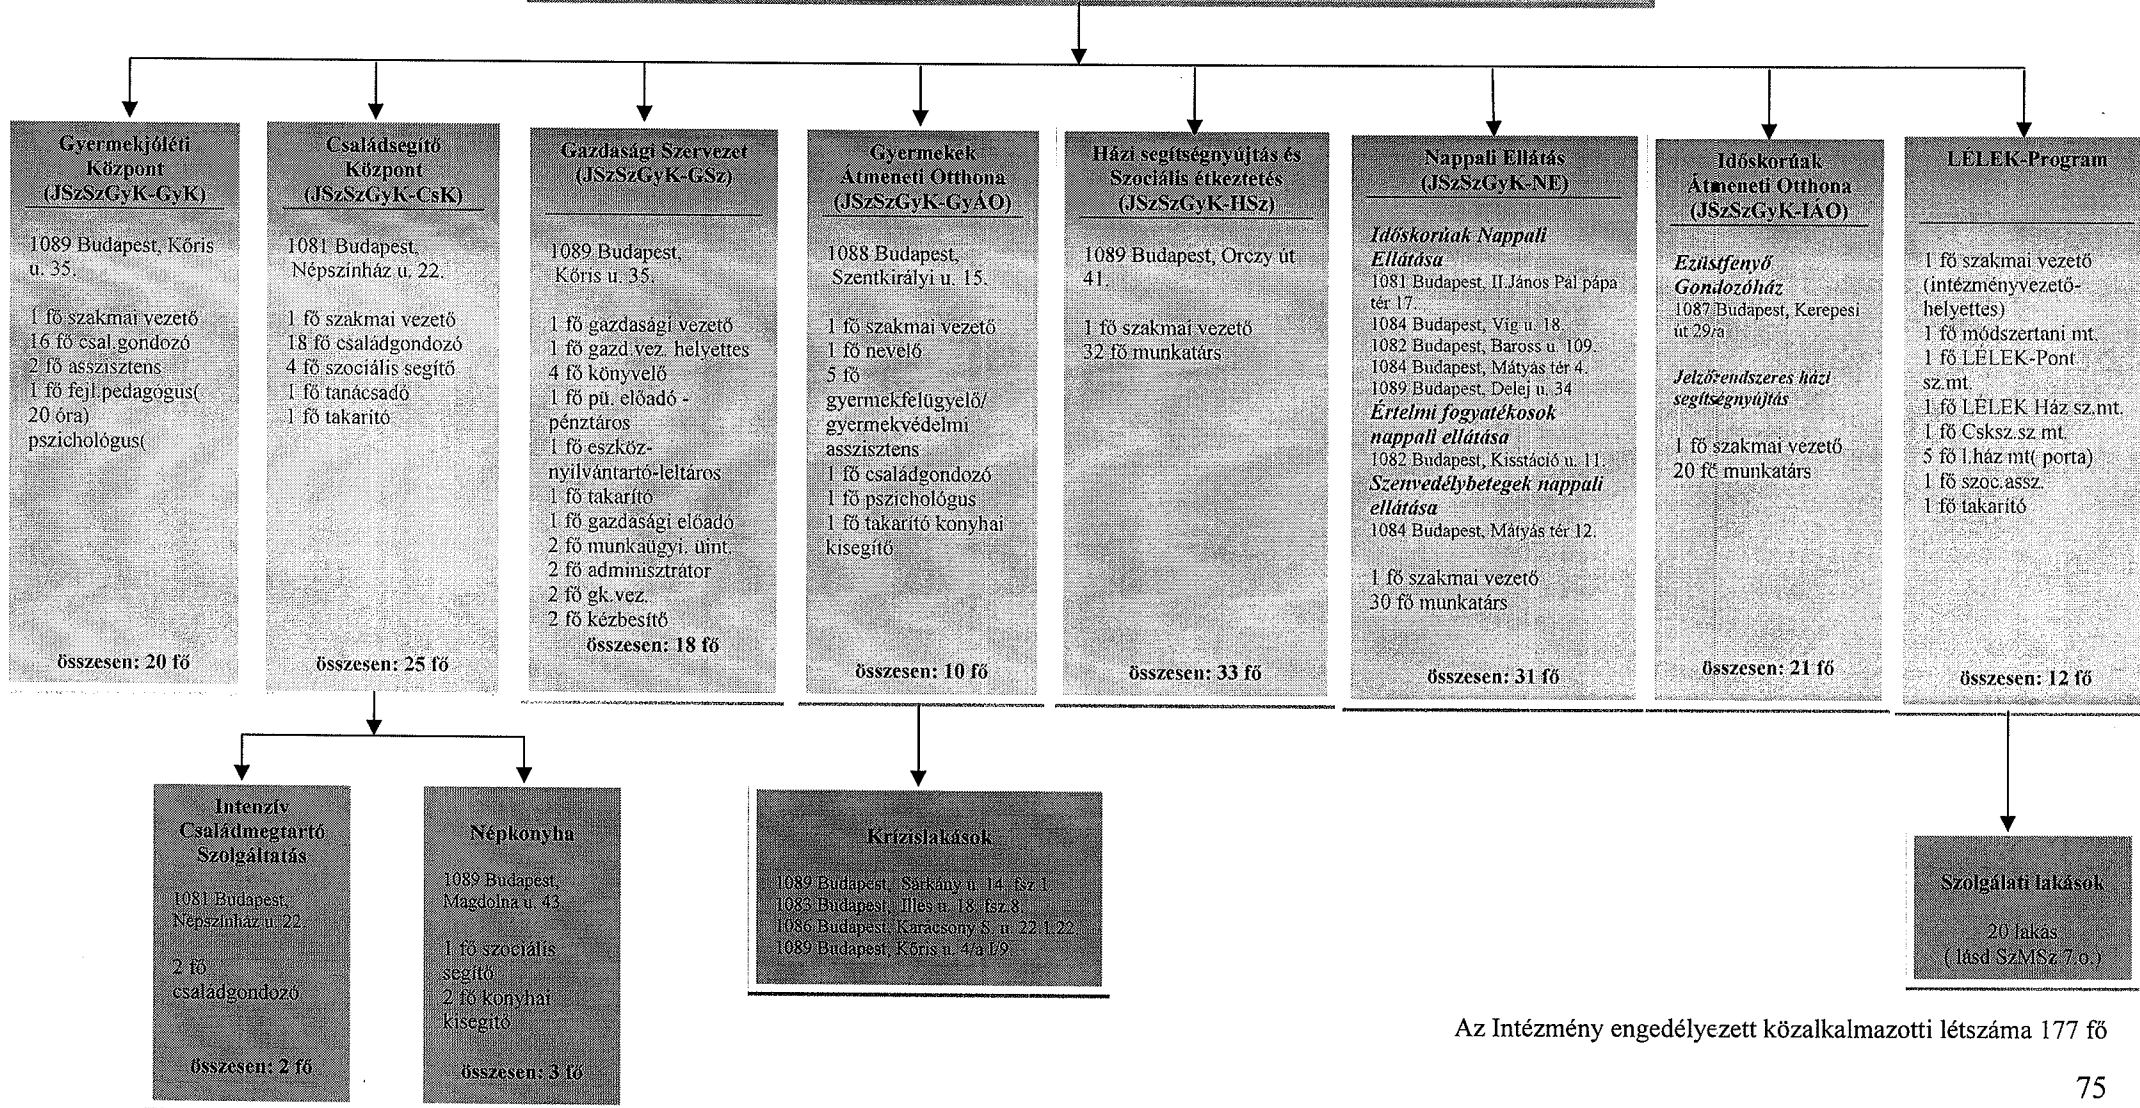 Gyermekjóléti
Központ
(JSzSzGyK-GyK)
1089 Budapest, Kőris
u. 35.
1 fő szakmai vezető
16 fő csal.gondozó
2 fő asszisztens
1 fő fejl.pedagógus(
20 óra)
pszichológus(
összesen: 20 fő
Családsegítő
Központ
(JSzSzGyK-CsK)
1081 Budapest,
Népszínház u. 22.
1 fő szakmai vezető
18 fő családgondozó
4 fő szociális segítő
1 fő tanácsadó
1 fő takarító
összesen: 25 fő
Gazdasági Szervezet
(JSzSzGyK-GSz)
1089 Budapest,
Kőris u. 35.
1 fő gazdasági vezető
1 fő gazd.vez. helyettes
4 fő könyvelő
1 fő pü. előadó -
pénztáros
1 fő eszköz-
nyilvántartó-leltáros
1 fő takarító
1 fő gazdasági előadó
2 fő munkaügyi. üint.
2 fő adminisztrátor
2 fő gk.vez.
2 fő kézbesítő
összesen: 18 fő
Gyermekek
Átmeneti Otthona
(JSzSzGyK-GyÁO)
1088 Budapest,
Szentkirályi u. 15.
1 fő szakmai vezető
1 fő nevelő
5 fő
gyermekfelügyelő/
gyermekvédelmi
asszisztens
1 fő családgondozó
1 fő pszichológus
1 fő takarító konyhai
kisegítő
összesen: 10 fő
Házi segítségnyújtás és
Szociális étkeztetés
(JSzSzGyK-HSz)
1089 Budapest, Orczy út
41.
1 fő szakmai vezető
32 fő munkatárs
összesen: 33 fő
Nappali Ellátás
(JSzSzGyK-NE)
Időskorúak Nappali
Ellátása
1081 Budapest, II.János Pál pápa
tér 17.
1084 Budapest, Víg u. 18.
1082 Budapest, Baross u. 109.
1084 Budapest, Mátyás tér 4.
1089 Budapest, Delej u. 34
Értelmi fogyatékosok
nappali ellátása
1082 Budapest, Kisstáció u. 11.
Szenvedélybetegek nappali
ellátása
1084 Budapest, Mátyás tér 12.
1 fő szakmai vezető
30 fő munkatárs
összesen: 31 fő
Időskorúak
Átmeneti Otthona
(JSzSzGyK-IÁO)
Ezüstfenyő
Gondozóház
1087 Budapest, Kerepesi
út 29/a
Jelzőrendszeres házi
segítségnyújtás
1 fő szakmai vezető
20 fő munkatárs
összesen: 21 fő
LÉLEK-Program
1 fő szakmai vezető
(intézményvezető-
helyettes)
1 fő módszertani mt.
1 fő LÉLEK-Pont
sz.mt.
1 fő LÉLEK Ház sz.mt.
1 fő Csksz.sz mt.
5 fő l.ház mt( porta)
1 fő szoc.assz.
1 fő takarító
összesen: 12 fő
Intenzív
Családmegtartó
Szolgáltatás
1081 Budapest,
Népszínház u. 22.
2 fő
családgondozó
összesen: 2 fő
Népkonyha
1089 Budapest,
Magdolna u. 43
1 fő szociális
segítő
2 fő konyhai
kisegítő
összesen: 3 fő
Krízislakások
1089 Budapest, Sárkány u. 14. fsz.1.
1083 Budapest, Illés u. 18. fsz.8.
1086 Budapest, Karácsony S. u. 22.1.22.
1089 Budapest, Kőris u. 4/a I/9.
Szolgálati lakások
20 lakás
( lásd SzMSz 7.o.)
Az Intézmény engedélyezett közalkalmazotti létszáma 177 fő
75